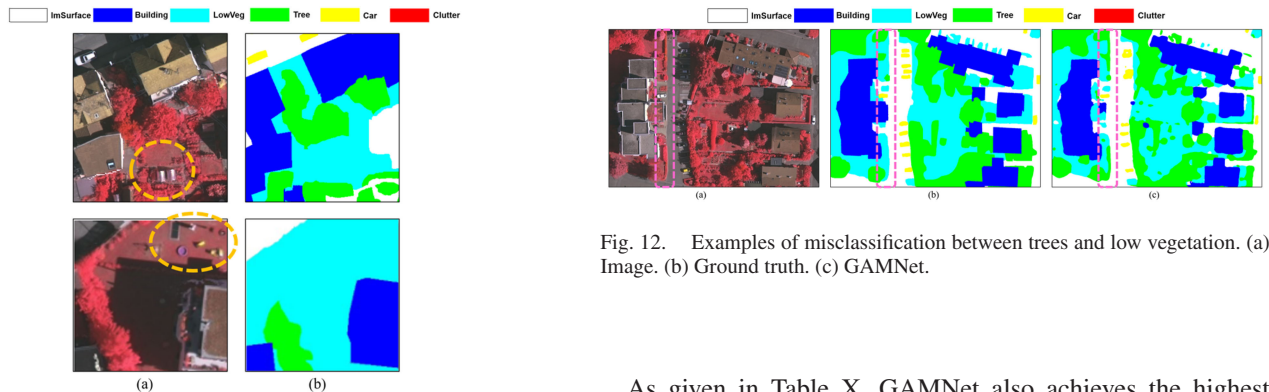 ImSurface Building LowVeg Tree Car Clutter
(a) (b)
ImSurface Building LowVeg Tree Car Clutter
(a) (b) (c)
Fig. 12. Examples of misclassification between trees and low vegetation. (a)
Image. (b) Ground truth. (c) GAMNet.
As given in Table X, GAMNet also achieves the highest